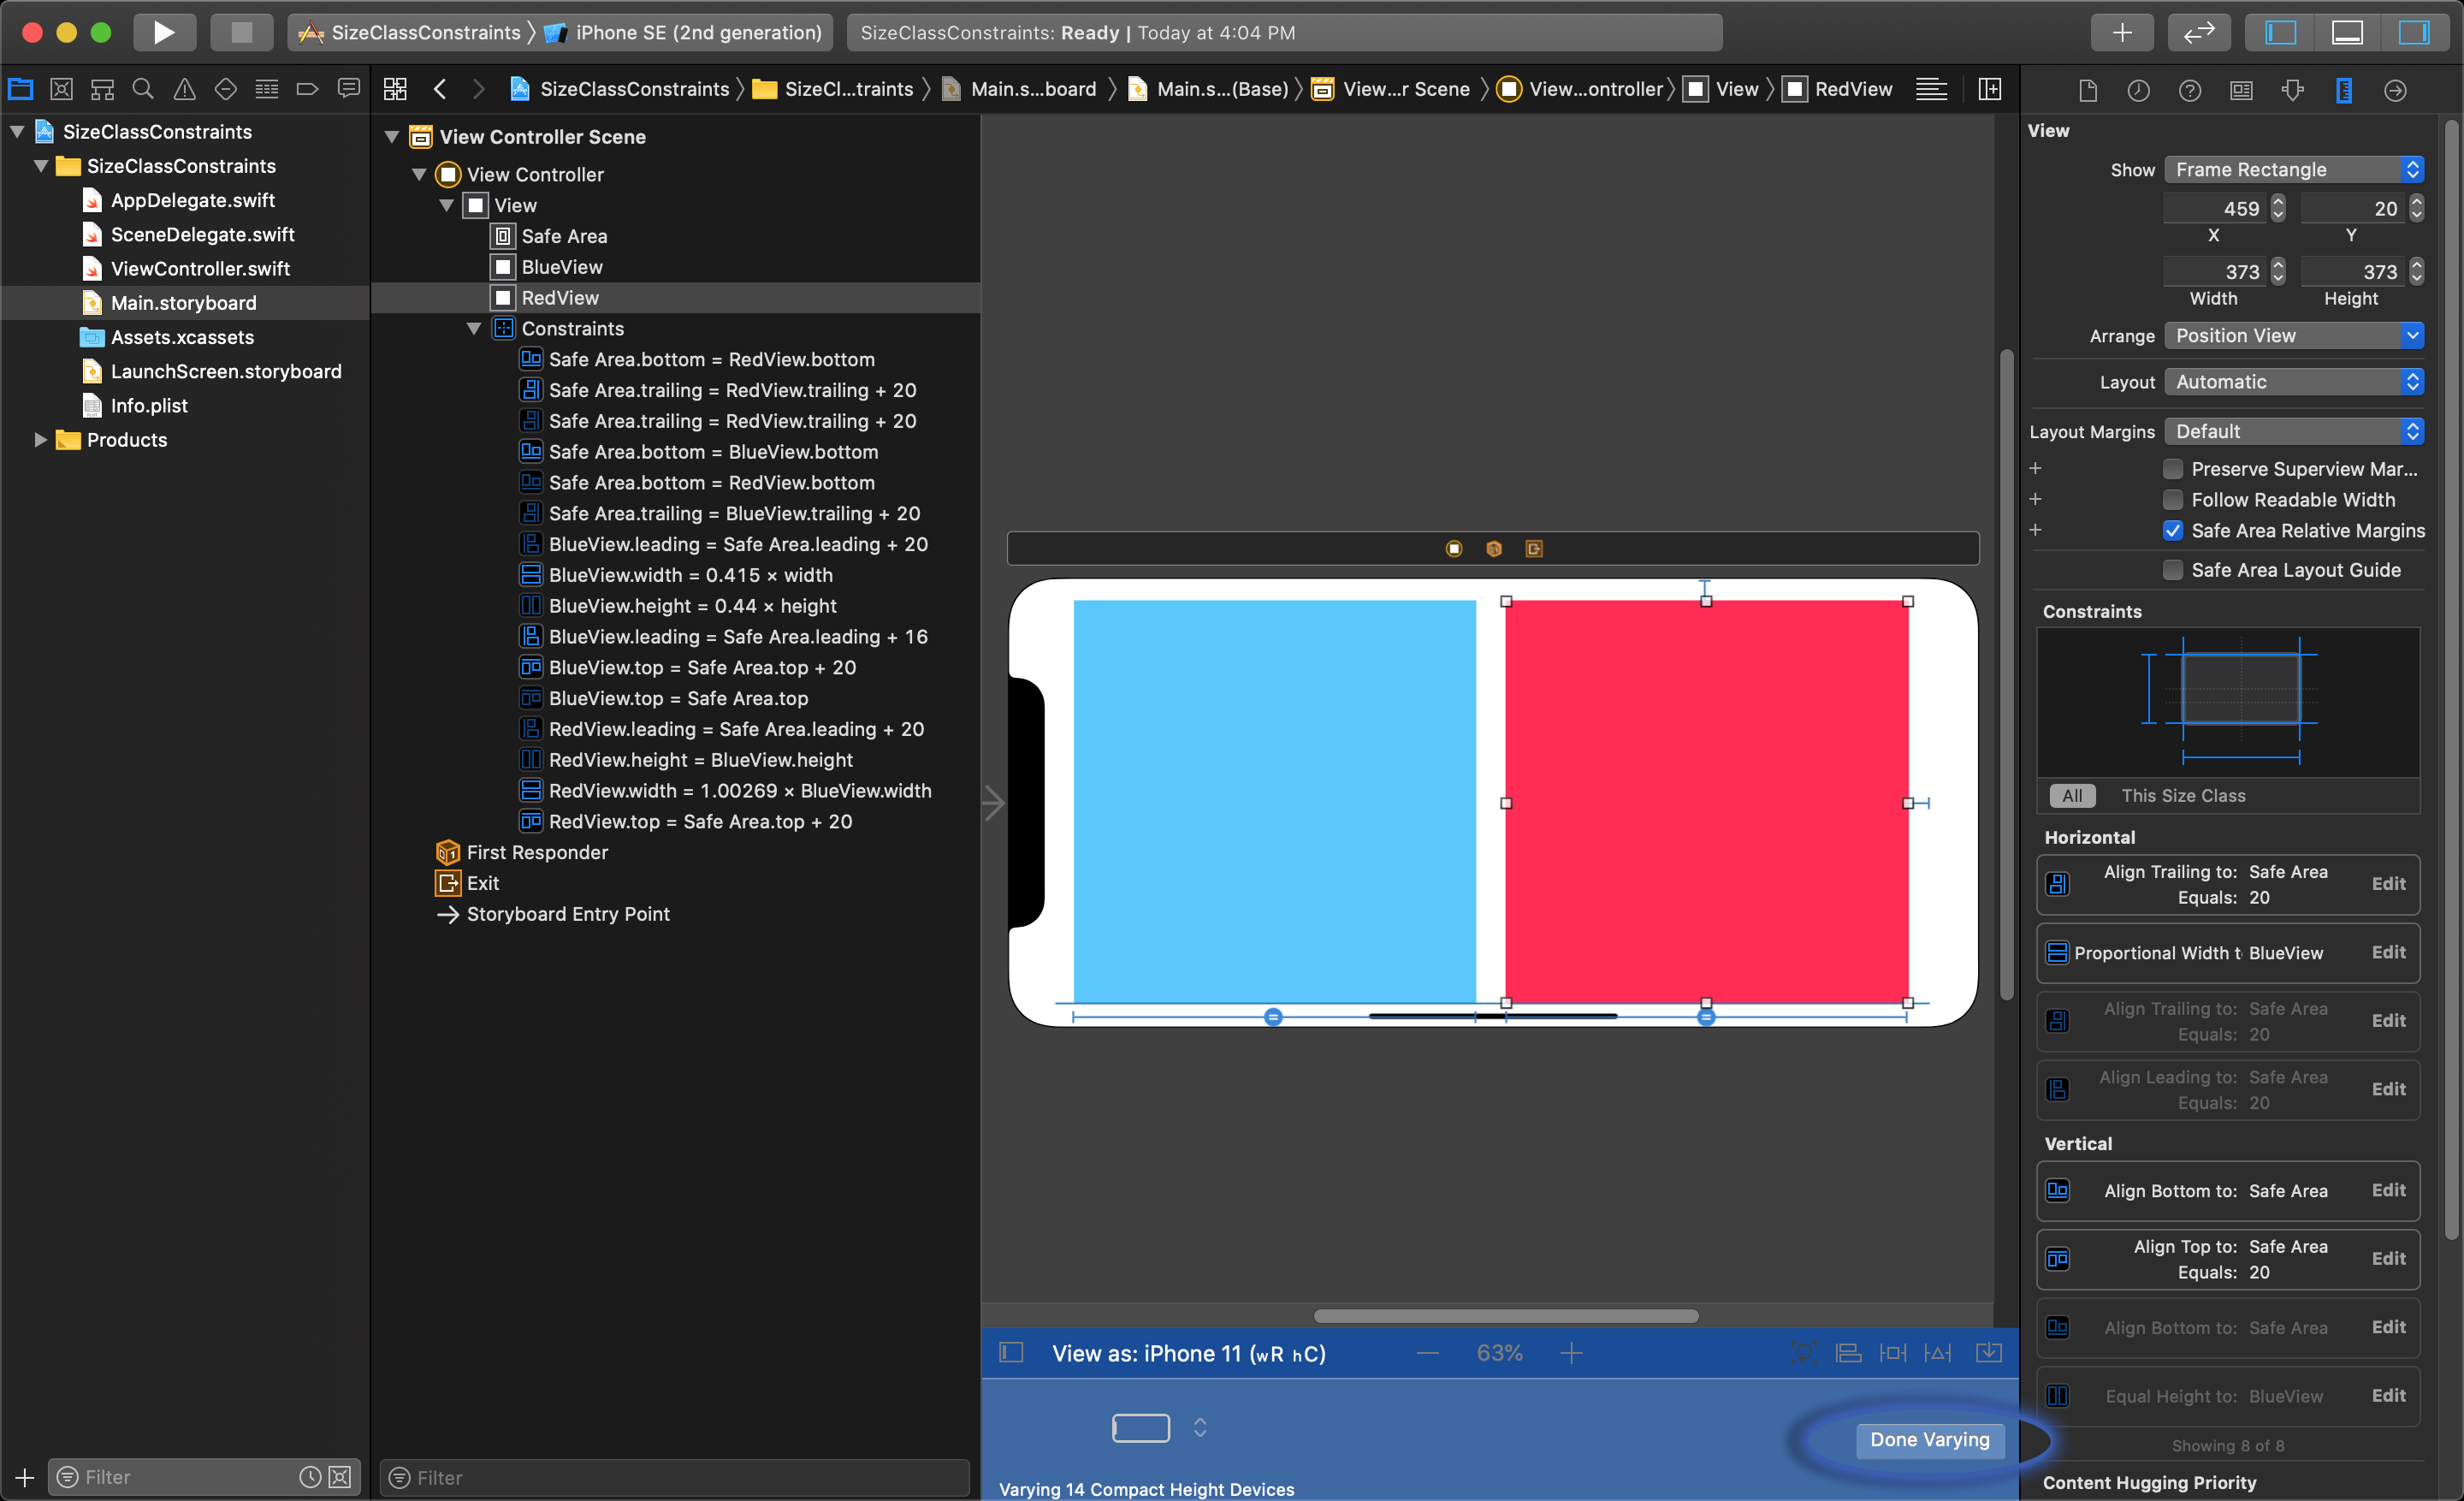 SizeClassConstraints 〉 iPhone SE (2nd generation)
SizeClassConstraints: Ready | Today at 4:04 PM
SizeClassConstraints 〉 SizeCl...traints 〉 Main.s...board 〉 Main.s...(Base) 〉 View...r Scene 〉 View...ontroller 〉 View 〉 RedView
SizeClassConstraints
SizeClassConstraints
AppDelegate.swift
SceneDelegate.swift
ViewController.swift
Main.storyboard
Assets.xcassets
LaunchScreen.storyboard
Info.plist
Products
Filter
View Controller Scene
View Controller
View
Safe Area
BlueView
RedView
Constraints
Safe Area.bottom = RedView.bottom
Safe Area.trailing = RedView.trailing + 20
Safe Area.trailing = RedView.trailing + 20
Safe Area.bottom = BlueView.bottom
Safe Area.bottom = RedView.bottom
Safe Area.trailing = BlueView.trailing + 20
BlueView.leading = Safe Area.leading + 20
BlueView.width = 0.415 × width
BlueView.height = 0.44 × height
BlueView.leading = Safe Area.leading + 16
BlueView.top = Safe Area.top + 20
BlueView.top = Safe Area.top
RedView.leading = Safe Area.leading + 20
RedView.height = BlueView.height
RedView.width = 1.00269 × BlueView.width
RedView.top = Safe Area.top + 20
First Responder
Exit
Storyboard Entry Point
Filter
View as: iPhone 11 (wR hC)
63%
Done Varying
Varying 14 Compact Height Devices
View
Show Frame Rectangle
459 20
X Y
373 373
Width Height
Arrange Position View
Layout Automatic
Layout Margins Default
Preserve Superview Mar...
Follow Readable Width
Safe Area Relative Margins
Safe Area Layout Guide
Constraints
All This Size Class
Horizontal
Align Trailing to: Safe Area
Equals: 20
Edit
Proportional Width t BlueView Edit
Align Trailing to: Safe Area
Equals: 20
Edit
Align Leading to: Safe Area
Equals: 20
Edit
Vertical
Align Bottom to: Safe Area Edit
Align Top to: Safe Area
Equals: 20
Edit
Align Bottom to: Safe Area Edit
Equal Height to: BlueView Edit
Showing 8 of 8
Content Hugging Priority